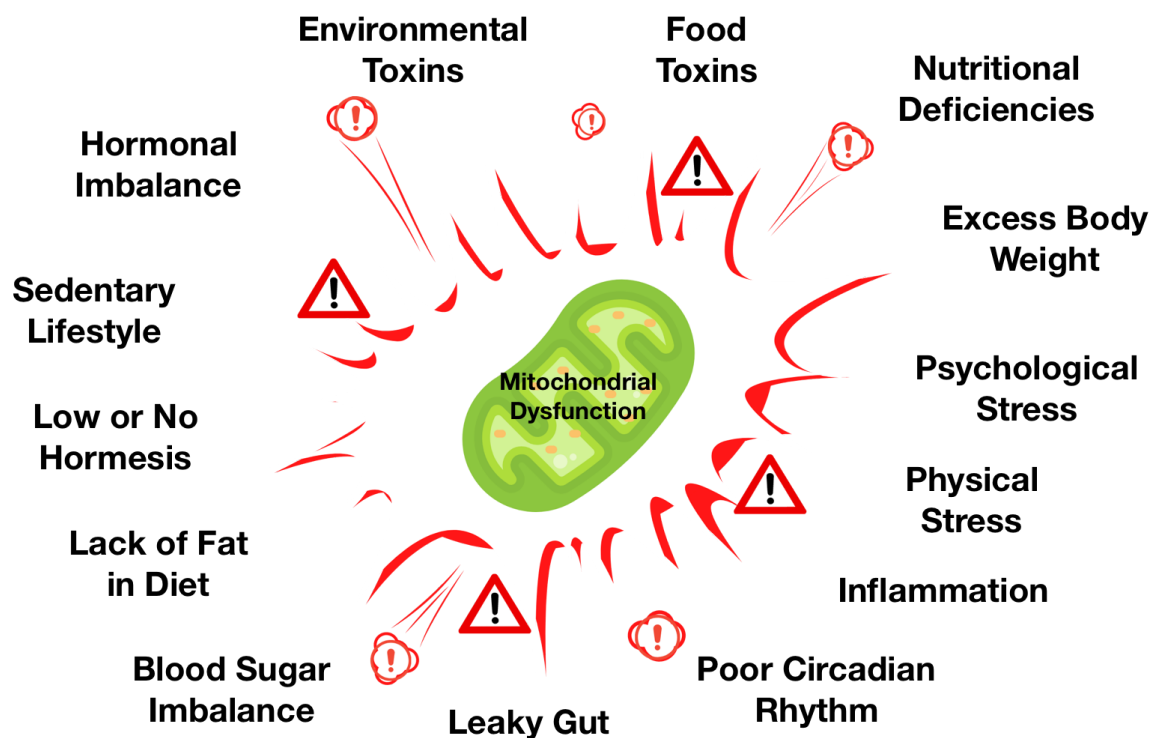 Environmental
Toxins
Food
Toxins
Nutritional
Deficiencies
Hormonal
Imbalance
Excess Body
Weight
Sedentary
Lifestyle
Psychological
Stress
Mitochondrial
Dysfunction
Low or No
Hormesis
Physical
Stress
Lack of Fat
in Diet
Inflammation
Blood Sugar
Imbalance
Poor Circadian
Rhythm
Leaky Gut